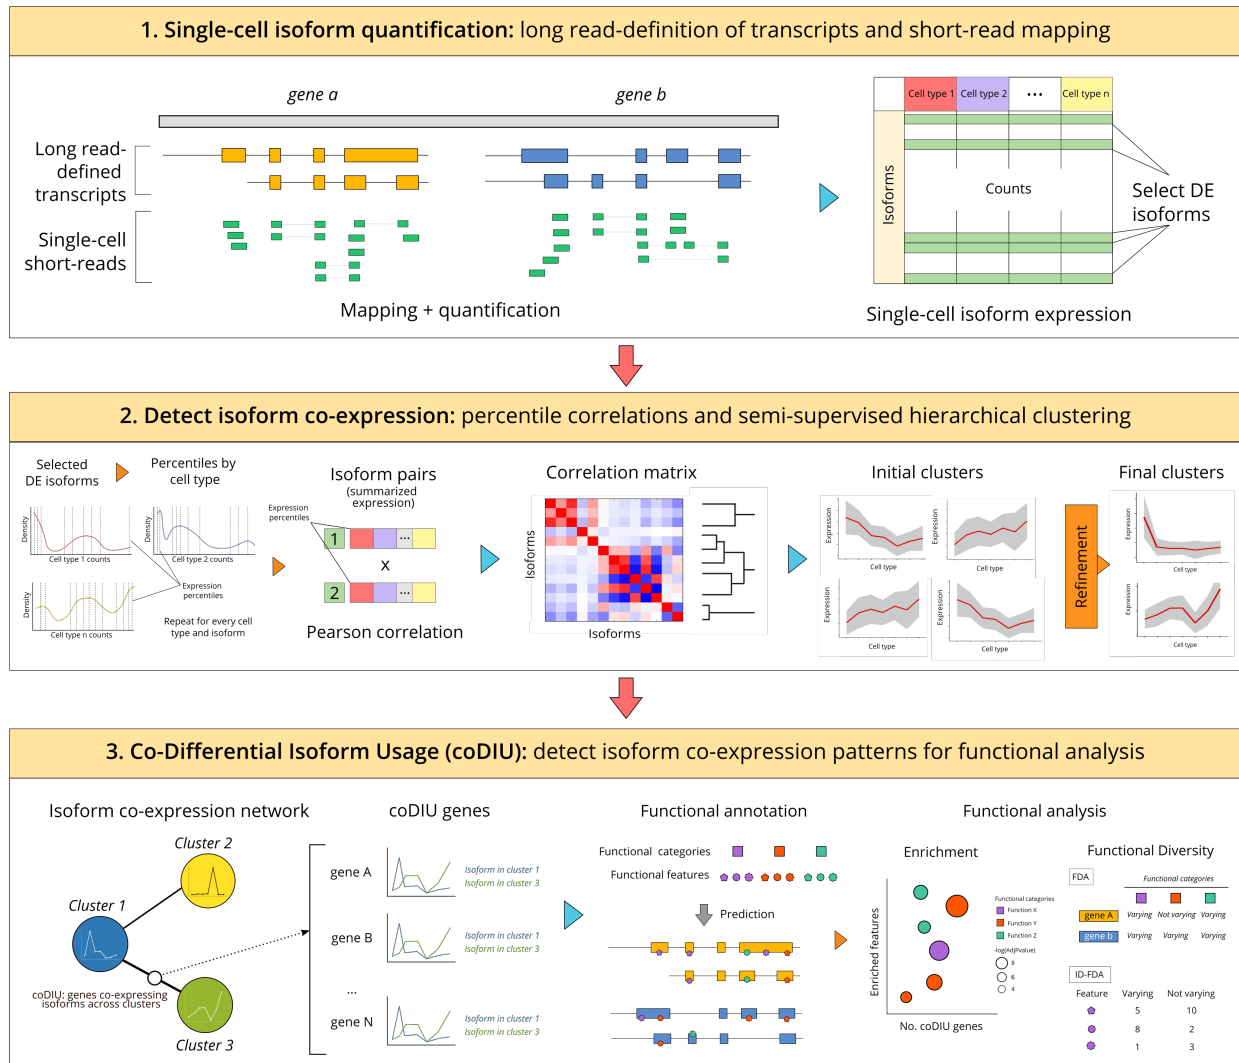 1. Single-cell isoform quantification: long read-definition of transcripts and short-read mapping
gene a
gene b
Long read-
defined
transcripts
Single-cell
short-reads
Mapping + quantification
Cell type 1
Cell type 2
...
Cell type n
Isoforms
Counts
Select DE
isoforms
Single-cell isoform expression
2. Detect isoform co-expression: percentile correlations and semi-supervised hierarchical clustering
Selected
DE isoforms
Percentiles by
cell type
Density
Cell type 1 counts
Density
Cell type 2 counts
Density
Cell type n counts
Expression
percentiles
Repeat for every cell
type and isoform
Isoform pairs
(summarized
expression)
Expression
percentiles
1
...
X
2
...
Pearson correlation
Correlation matrix
Isoforms
Isoforms
Initial clusters
Expression
Cell type
Expression
Cell type
Expression
Cell type
Expression
Cell type
Refinement
Final clusters
Expression
Cell type
Expression
Cell type
3. Co-Differential Isoform Usage (coDIU): detect isoform co-expression patterns for functional analysis
Isoform co-expression network
Cluster 2
Cluster 1
coDIU: genes co-expressing
isoforms across clusters
Cluster 3
coDIU genes
gene A
Isoform in cluster 1
Isoform in cluster 3
gene B
Isoform in cluster 1
Isoform in cluster 3
...
gene N
Isoform in cluster 1
Isoform in cluster 3
Functional annotation
Functional categories
Functional features
Prediction
Functional analysis
Enrichment
Enriched features
No. coDIU genes
Functional categories
Function X
Function Y
Function Z
-log(AdjPvalue)
8
6
4
Functional Diversity
FDA
Functional categories
gene A
Varying
Not varying
Varying
gene b
Varying
Varying
Varying
ID-FDA
Feature
Varying
Not varying
5
10
8
2
1
3